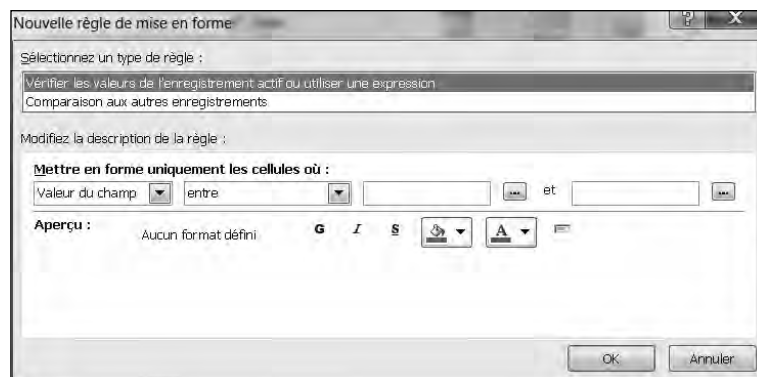 Nouvelle règle de mise en forme
Sélectionnez un type de règle :
Vérifier les valeurs de l'enregistrement actif ou utiliser une expression
Comparaison aux autres enregistrements
Modifiez la description de la règle :
Mettre en forme uniquement les cellules où :
Valeur du champ entre ... et ...
Aperçu : Aucun format défini G I S A
OK Annuler